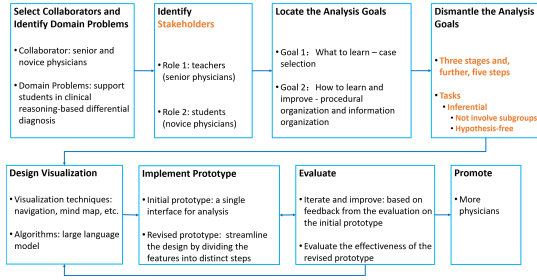 Select Collaborators and
Identify Domain Problems
• Collaborator: senior and
novice physicians
• Domain Problems: support
students in clinical
reasoning-based differential
diagnosis
Identify
Stakeholders
Role 1: teachers
(senior physicians)
Role 2: students
(novice physicians)
Locate the Analysis Goals
• Goal 1: What to learn – case
selection
• Goal 2: How to learn and
improve - procedural
organization and information
organization
Dismantle the Analysis
Goals
• Three stages and,
further, five steps
• Tasks
• Inferential
• Not involve subgroups
• Hypothesis-free
Design Visualization
• Visualization techniques:
navigation, mind map, etc.
• Algorithms: large language
model
Implement Prototype
• Initial prototype: a single
interface for analysis
• Revised prototype: streamline
the design by dividing the
features into distinct steps
Evaluate
• Iterate and improve: based on
feedback from the evaluation on
the initial prototype
• Evaluate the effectiveness of the
revised prototype
Promote
• More
physicians